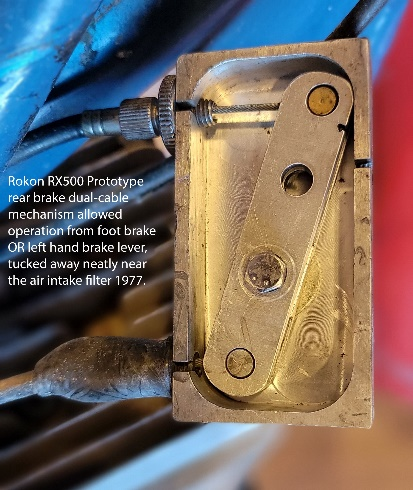 Rokon RX500 Prototype
rear brake dual-cable
mechanism allowed
operation from foot brake
OR left hand brake lever,
tucked away neatly near
the air intake filter 1977.